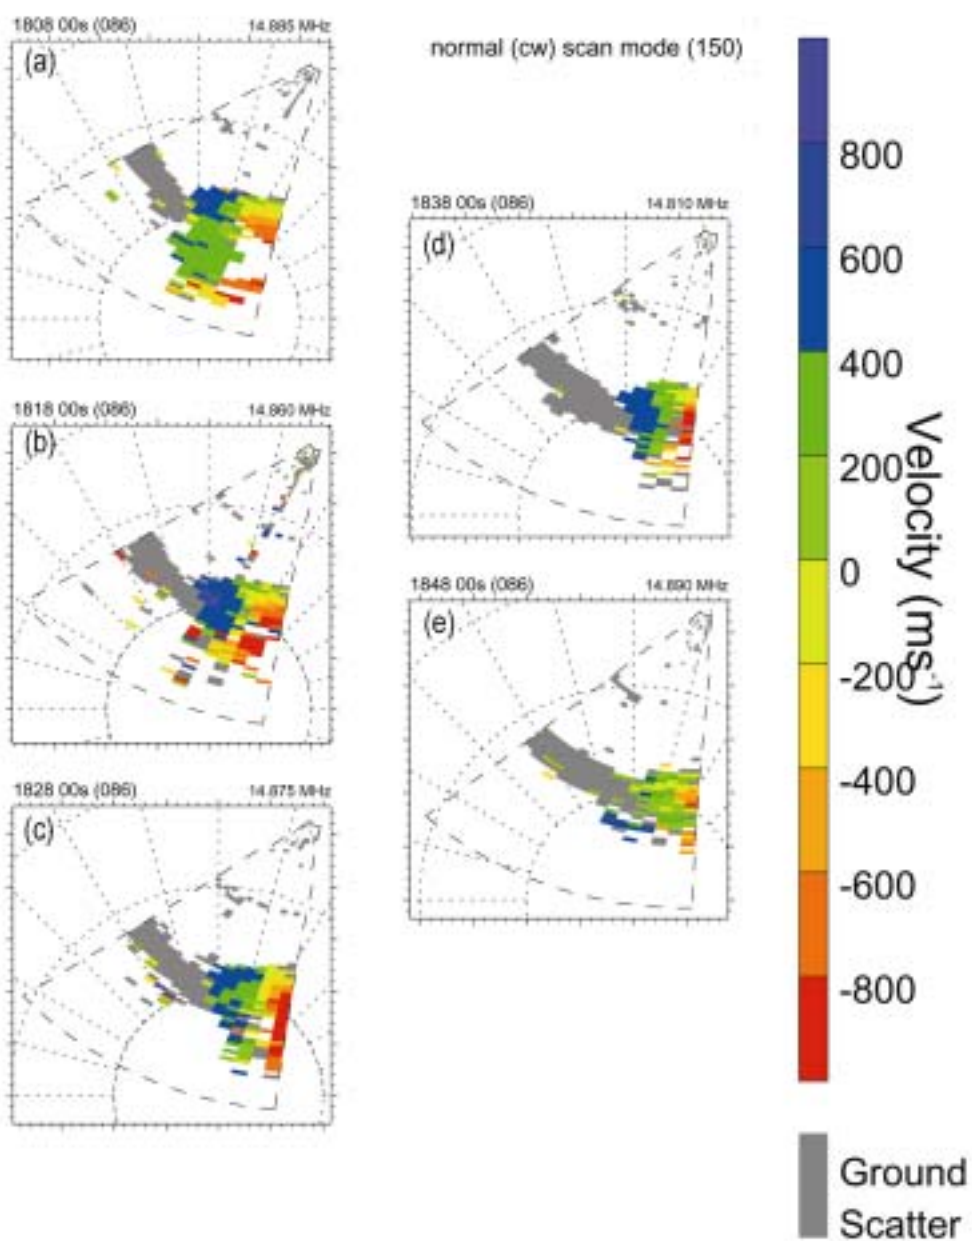 1808 00s (086) 14.885 MHz
(a)
normal (cw) scan mode (150)
1818 00s (086) 14.860 MHz
(b)
1828 00s (086) 14.875 MHz
(c)
1838 00s (086) 14.810 MHz
(d)
1848 00s (086) 14.890 MHz
(e)
800
600
400
200
0
-200
-400
-600
-800
Velocity (ms-1)
Ground
Scatter